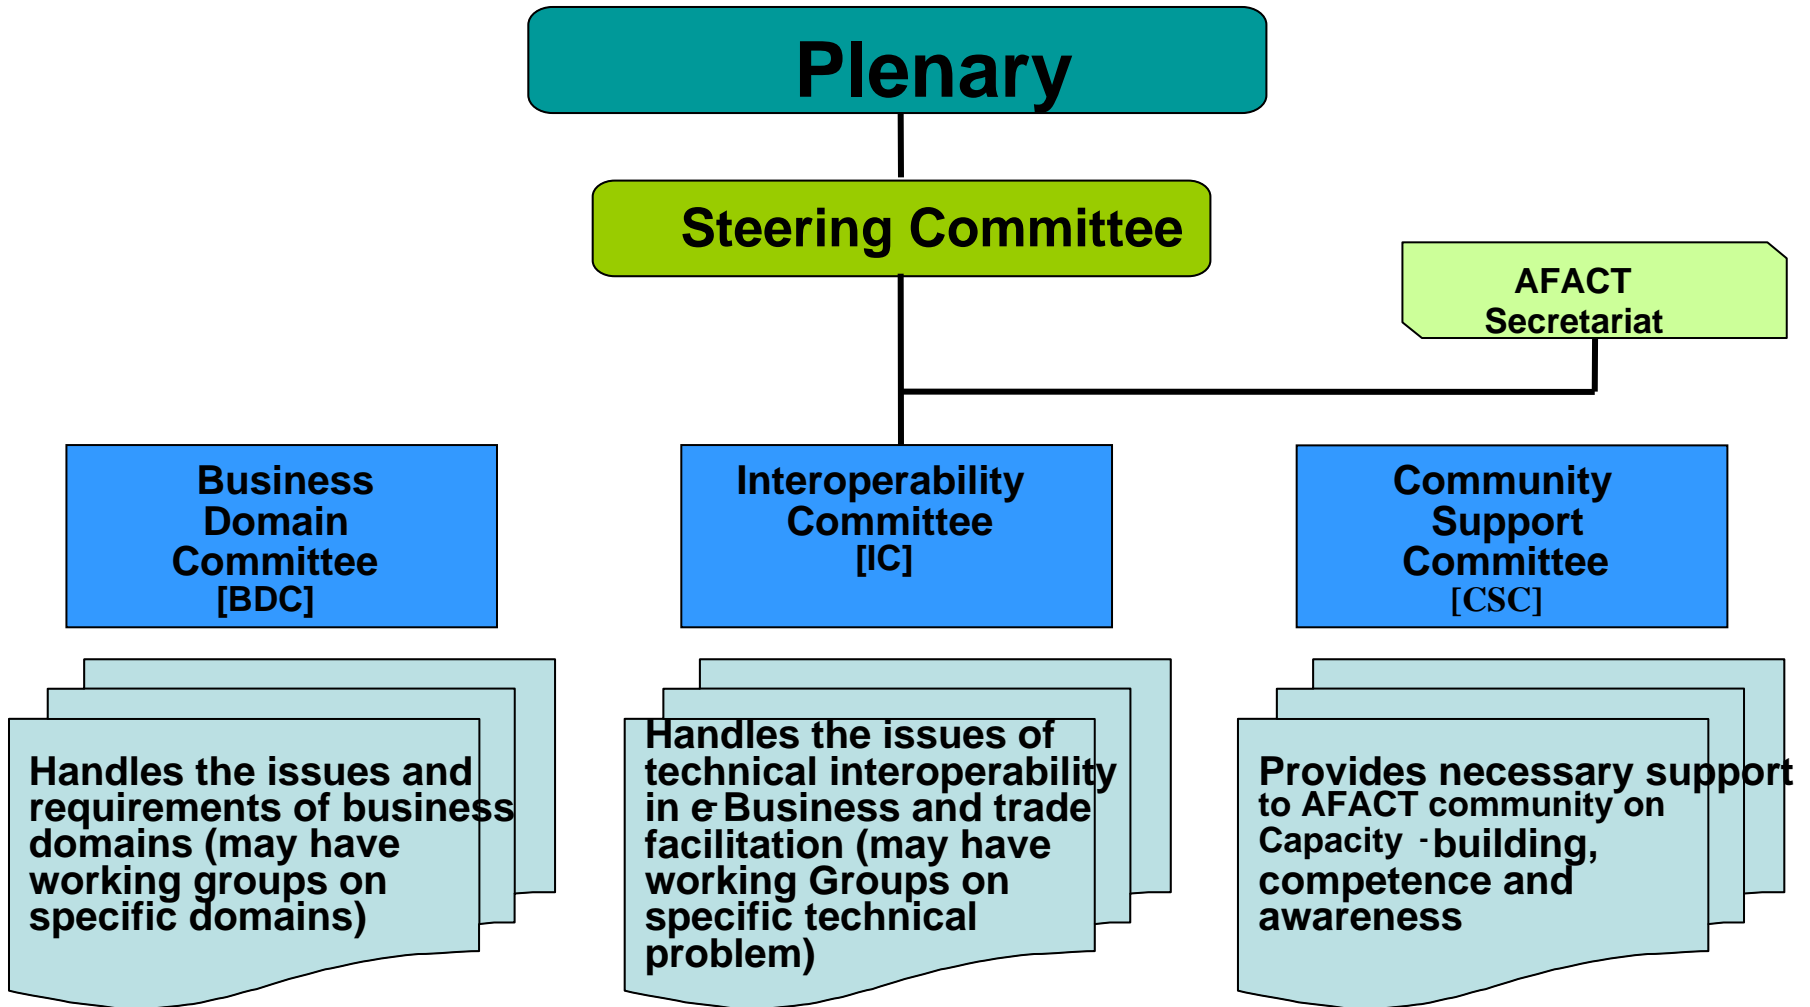 Plenary
Steering Committee
AFACT
Secretariat
Business
Domain
Committee
[BDC]
Interoperability
Committee
[IC]
Community
Support
Committee
[CSC]
Handles the issues and
requirements of business
domains (may have
working groups on
specific domains)
Handles the issues of
technical interoperability
in e-Business and trade
facilitation (may have
working Groups on
specific technical
problem)
Provides necessary support
to AFACT community on
Capacity -building,
competence and
awareness